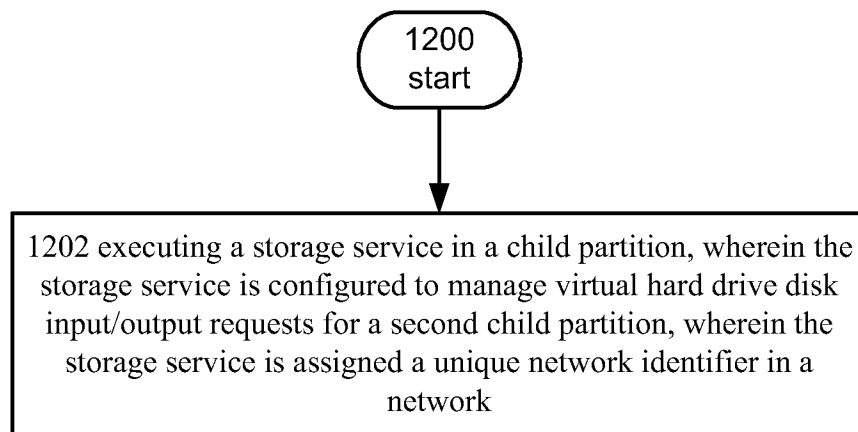 1200
start
1202 executing a storage service in a child partition, wherein the
storage service is configured to manage virtual hard drive disk
input/output requests for a second child partition, wherein the
storage service is assigned a unique network identifier in a
network